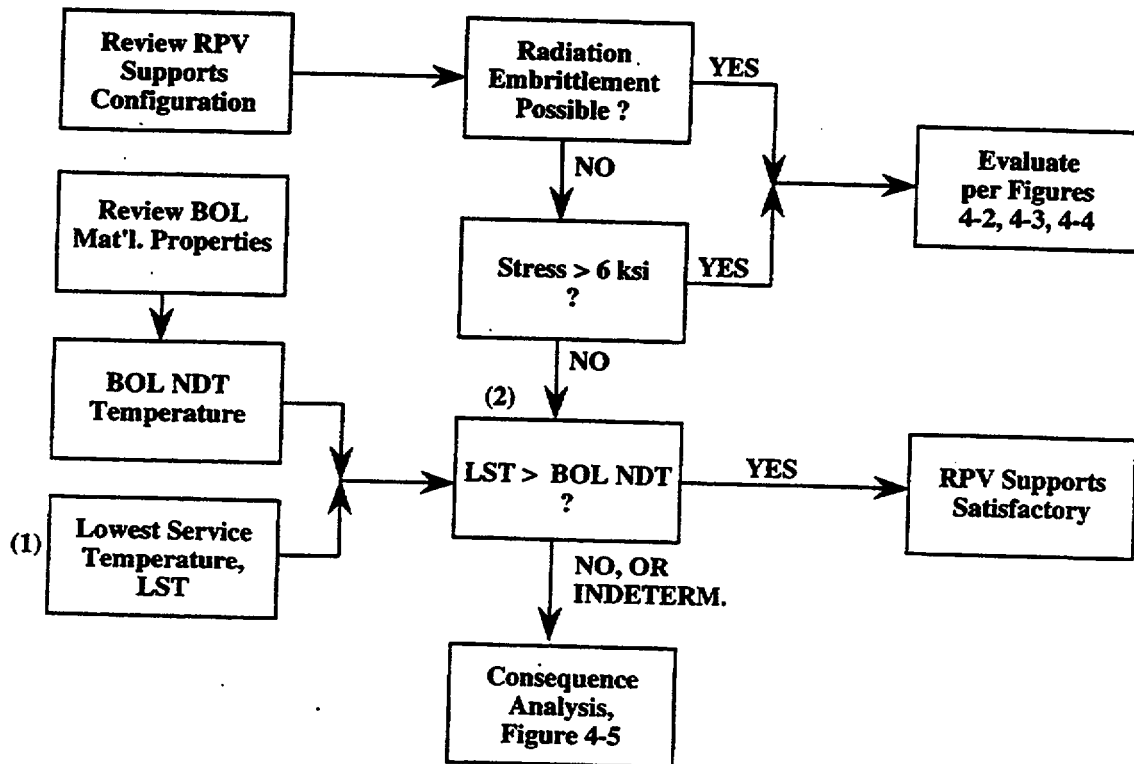 Review RPV
Supports
Configuration
Radiation
Embrittlement
Possible ?
YES
NO
Evaluate
per Figures
4-2, 4-3, 4-4
Review BOL
Mat'l. Properties
Stress > 6 ksi
?
YES
NO
BOL NDT
Temperature
(2)
LST > BOL NDT
?
YES
RPV Supports
Satisfactory
(1)
Lowest Service
Temperature,
LST
NO, OR
INDETERM.
Consequence
Analysis,
Figure 4-5